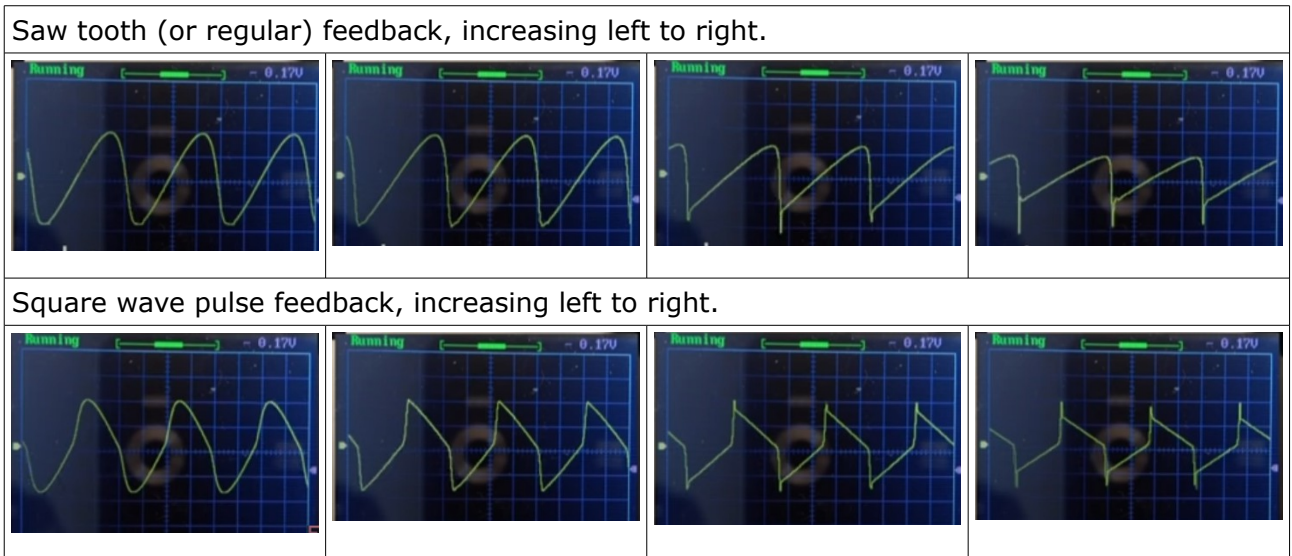 Saw tooth (or regular) feedback, increasing left to right.
Running - 0.17V
Running - 0.17V
Running - 0.17V
Running - 0.17V
Square wave pulse feedback, increasing left to right.
Running - 0.17V
Running - 0.17V
Running - 0.17V
Running - 0.17V